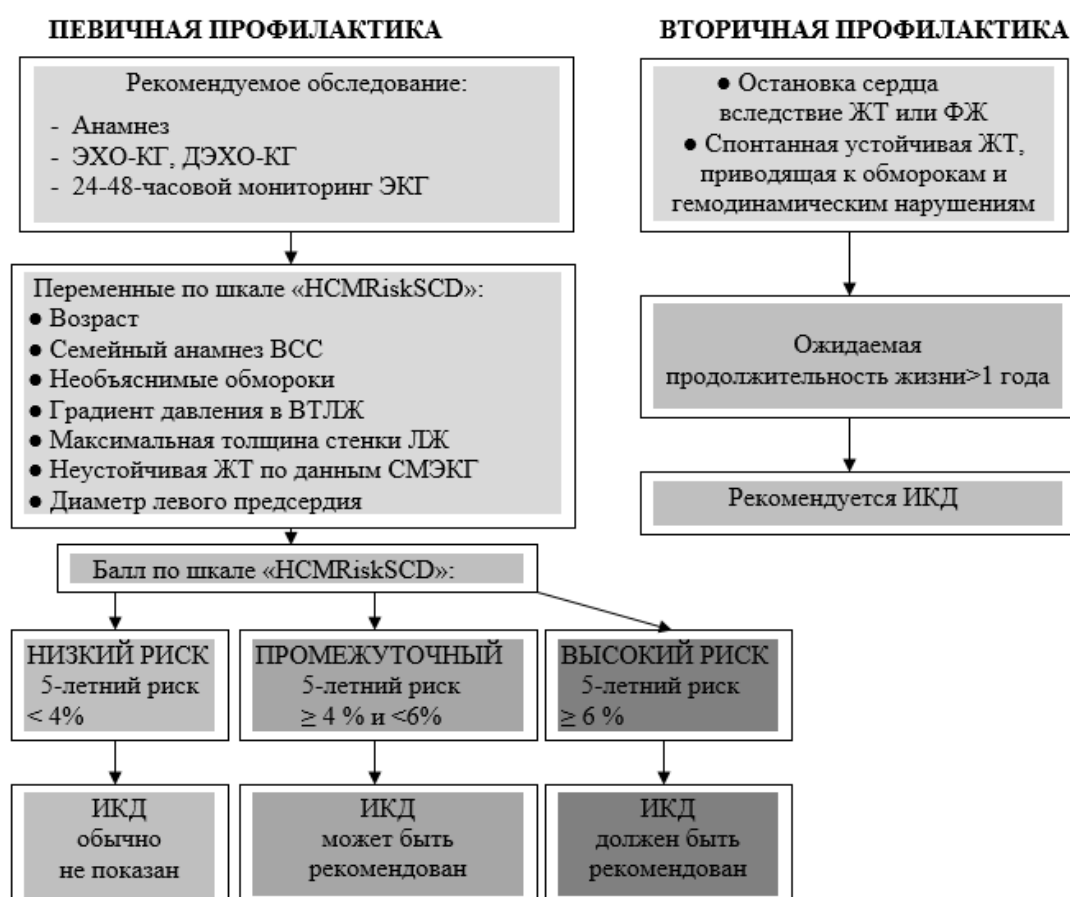 ПЕВИЧНАЯ ПРОФИЛАКТИКА
Рекомендуемое обследование:
- Анамнез
- ЭХО-КГ, ДЭХО-КГ
- 24-48-часовой мониторинг ЭКГ
Переменные по шкале «HCMRiskSCD»:
● Возраст
● Семейный анамнез ВСС
● Необъяснимые обмороки
● Градиент давления в ВТЛЖ
● Максимальная толщина стенки ЛЖ
● Неустойчивая ЖТ по данным СМЭКГ
● Диаметр левого предсердия
Балл по шкале «HCMRiskSCD»:
НИЗКИЙ РИСК
5-летний риск
< 4%
ПРОМЕЖУТОЧНЫЙ
5-летний риск
≥ 4 % и <6%
ВЫСОКИЙ РИСК
5-летний риск
≥ 6 %
ИКД
обычно
не показан
ИКД
может быть
рекомендован
ИКД
должен быть
рекомендован
ВТОРИЧНАЯ ПРОФИЛАКТИКА
● Остановка сердца
вследствие ЖТ или ФЖ
● Спонтанная устойчивая ЖТ,
приводящая к обморокам и
гемодинамическим нарушениям
Ожидаемая
продолжительность жизни>1 года
Рекомендуется ИКД